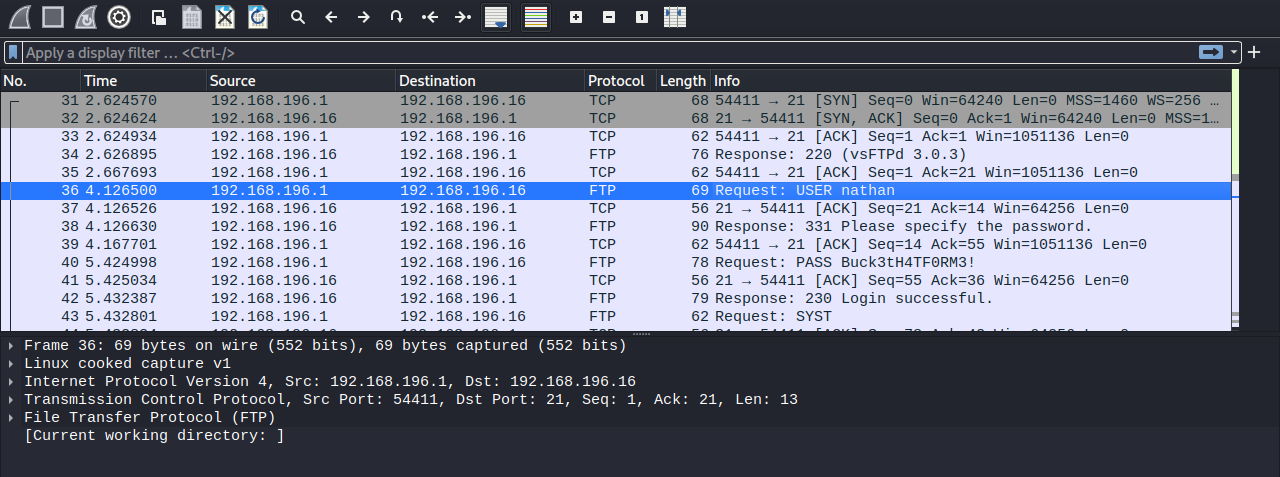 Apply a display filter ... <Ctrl-/>
No. Time Source Destination Protocol Length Info
31 2.624570 192.168.196.1 192.168.196.16 TCP 68 54411 → 21 [SYN] Seq=0 Win=64240 Len=0 MSS=1460 WS=256 …
32 2.624624 192.168.196.16 192.168.196.1 TCP 68 21 → 54411 [SYN, ACK] Seq=0 Ack=1 Win=64240 Len=0 MSS=1…
33 2.624934 192.168.196.1 192.168.196.16 TCP 62 54411 → 21 [ACK] Seq=1 Ack=1 Win=1051136 Len=0
34 2.626895 192.168.196.16 192.168.196.1 FTP 76 Response: 220 (vsFTPd 3.0.3)
35 2.667693 192.168.196.1 192.168.196.16 TCP 62 54411 → 21 [ACK] Seq=1 Ack=21 Win=1051136 Len=0
36 4.126500 192.168.196.1 192.168.196.16 FTP 69 Request: USER nathan
37 4.126526 192.168.196.16 192.168.196.1 TCP 56 21 → 54411 [ACK] Seq=21 Ack=14 Win=64256 Len=0
38 4.126630 192.168.196.16 192.168.196.1 FTP 90 Response: 331 Please specify the password.
39 4.167701 192.168.196.1 192.168.196.16 TCP 62 54411 → 21 [ACK] Seq=14 Ack=55 Win=1051136 Len=0
40 5.424998 192.168.196.1 192.168.196.16 FTP 78 Request: PASS Buck3tH4TF0RM3!
41 5.425034 192.168.196.16 192.168.196.1 TCP 56 21 → 54411 [ACK] Seq=55 Ack=36 Win=64256 Len=0
42 5.432387 192.168.196.16 192.168.196.1 FTP 79 Response: 230 Login successful.
43 5.432801 192.168.196.1 192.168.196.16 FTP 62 Request: SYST
Frame 36: 69 bytes on wire (552 bits), 69 bytes captured (552 bits)
Linux cooked capture v1
Internet Protocol Version 4, Src: 192.168.196.1, Dst: 192.168.196.16
Transmission Control Protocol, Src Port: 54411, Dst Port: 21, Seq: 1, Ack: 21, Len: 13
File Transfer Protocol (FTP)
[Current working directory: ]